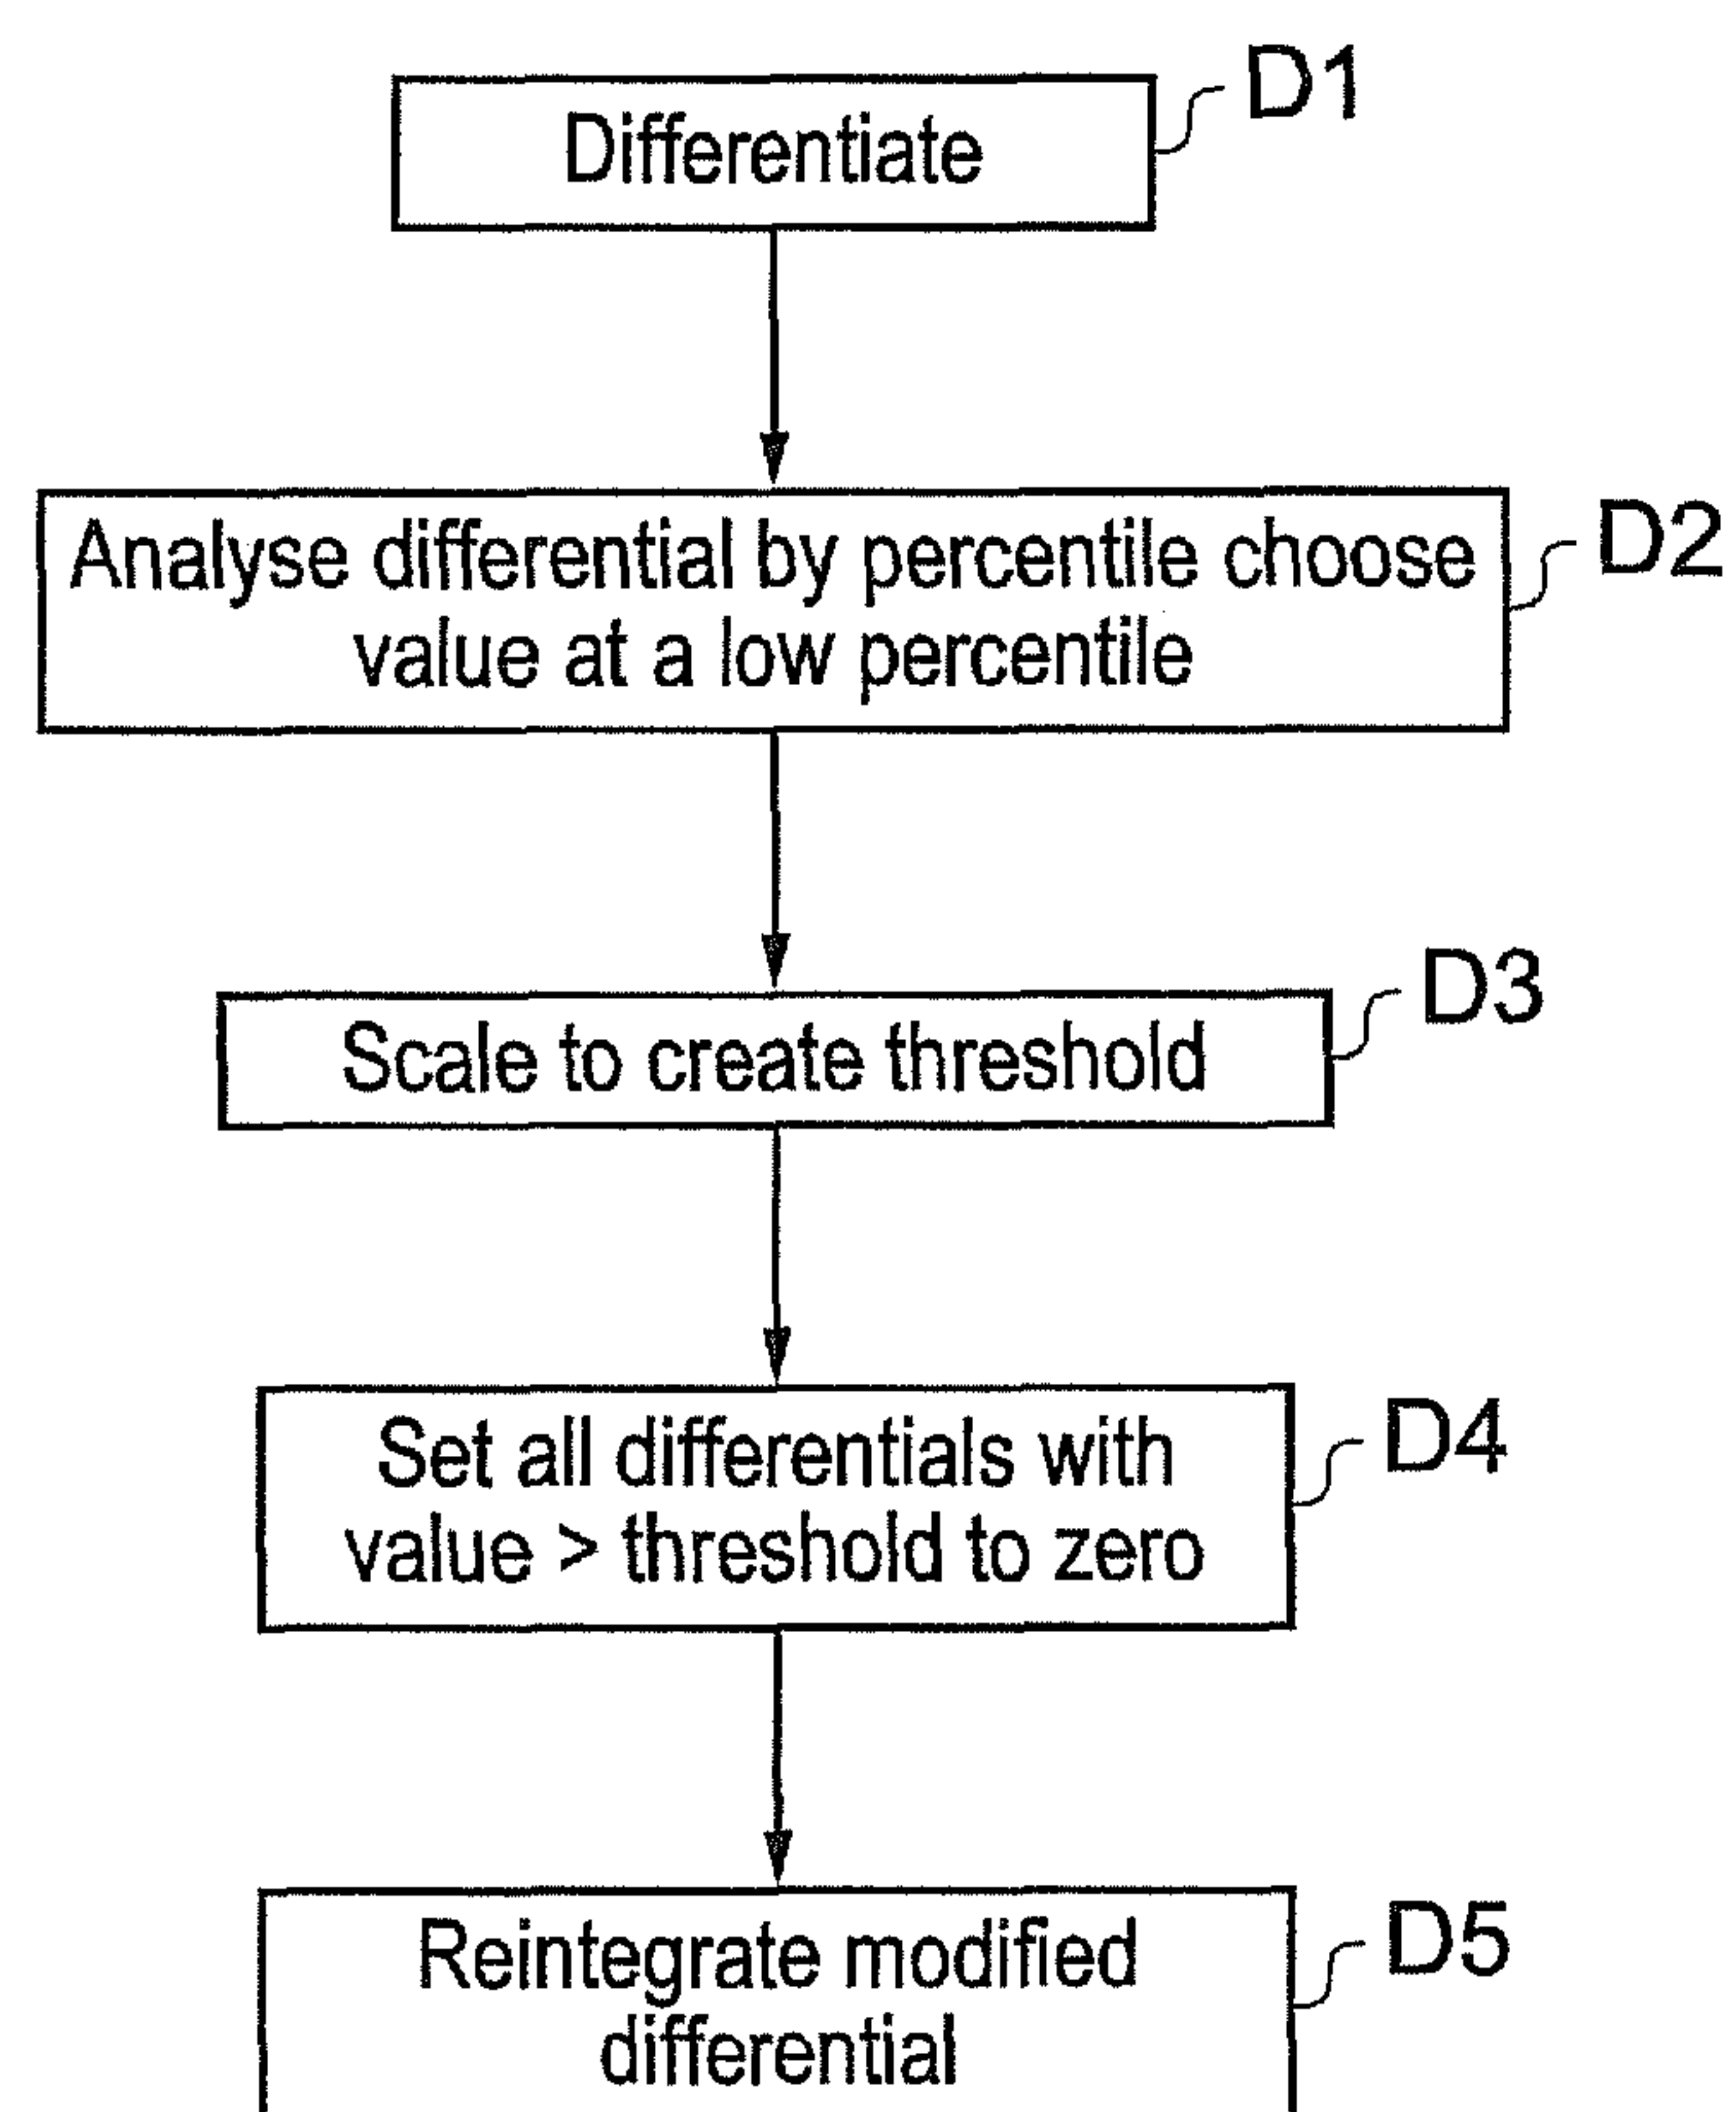 Differentiate
D1
Analyse differential by percentile choose
value at a low percentile
D2
Scale to create threshold
D3
Set all differentials with
value > threshold to zero
D4
Reintegrate modified
differential
D5